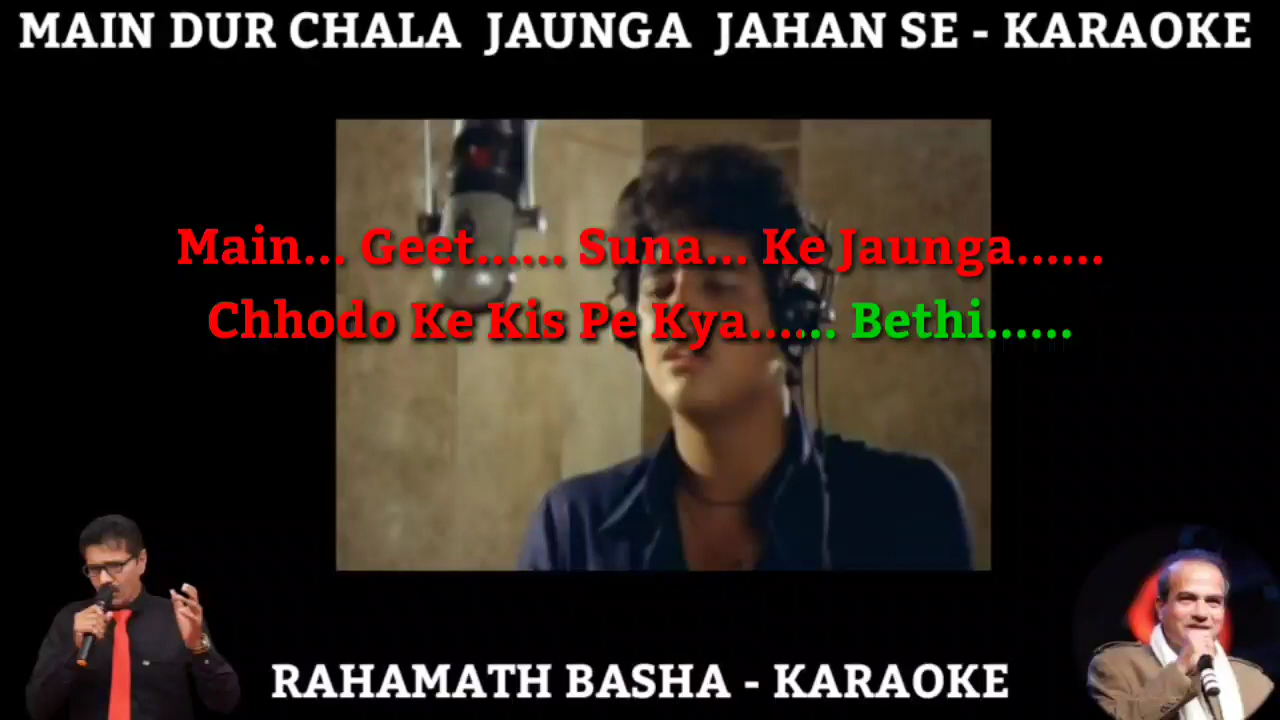 MAIN DUR CHALA JAUNGA JAHAN SE - KARAOKE
Main... Geet...... Suna... Ke Jaunga......
Chhodo Ke Kis Pe Kya...... Bethi......
RAHAMATH BASHA - KARAOKE